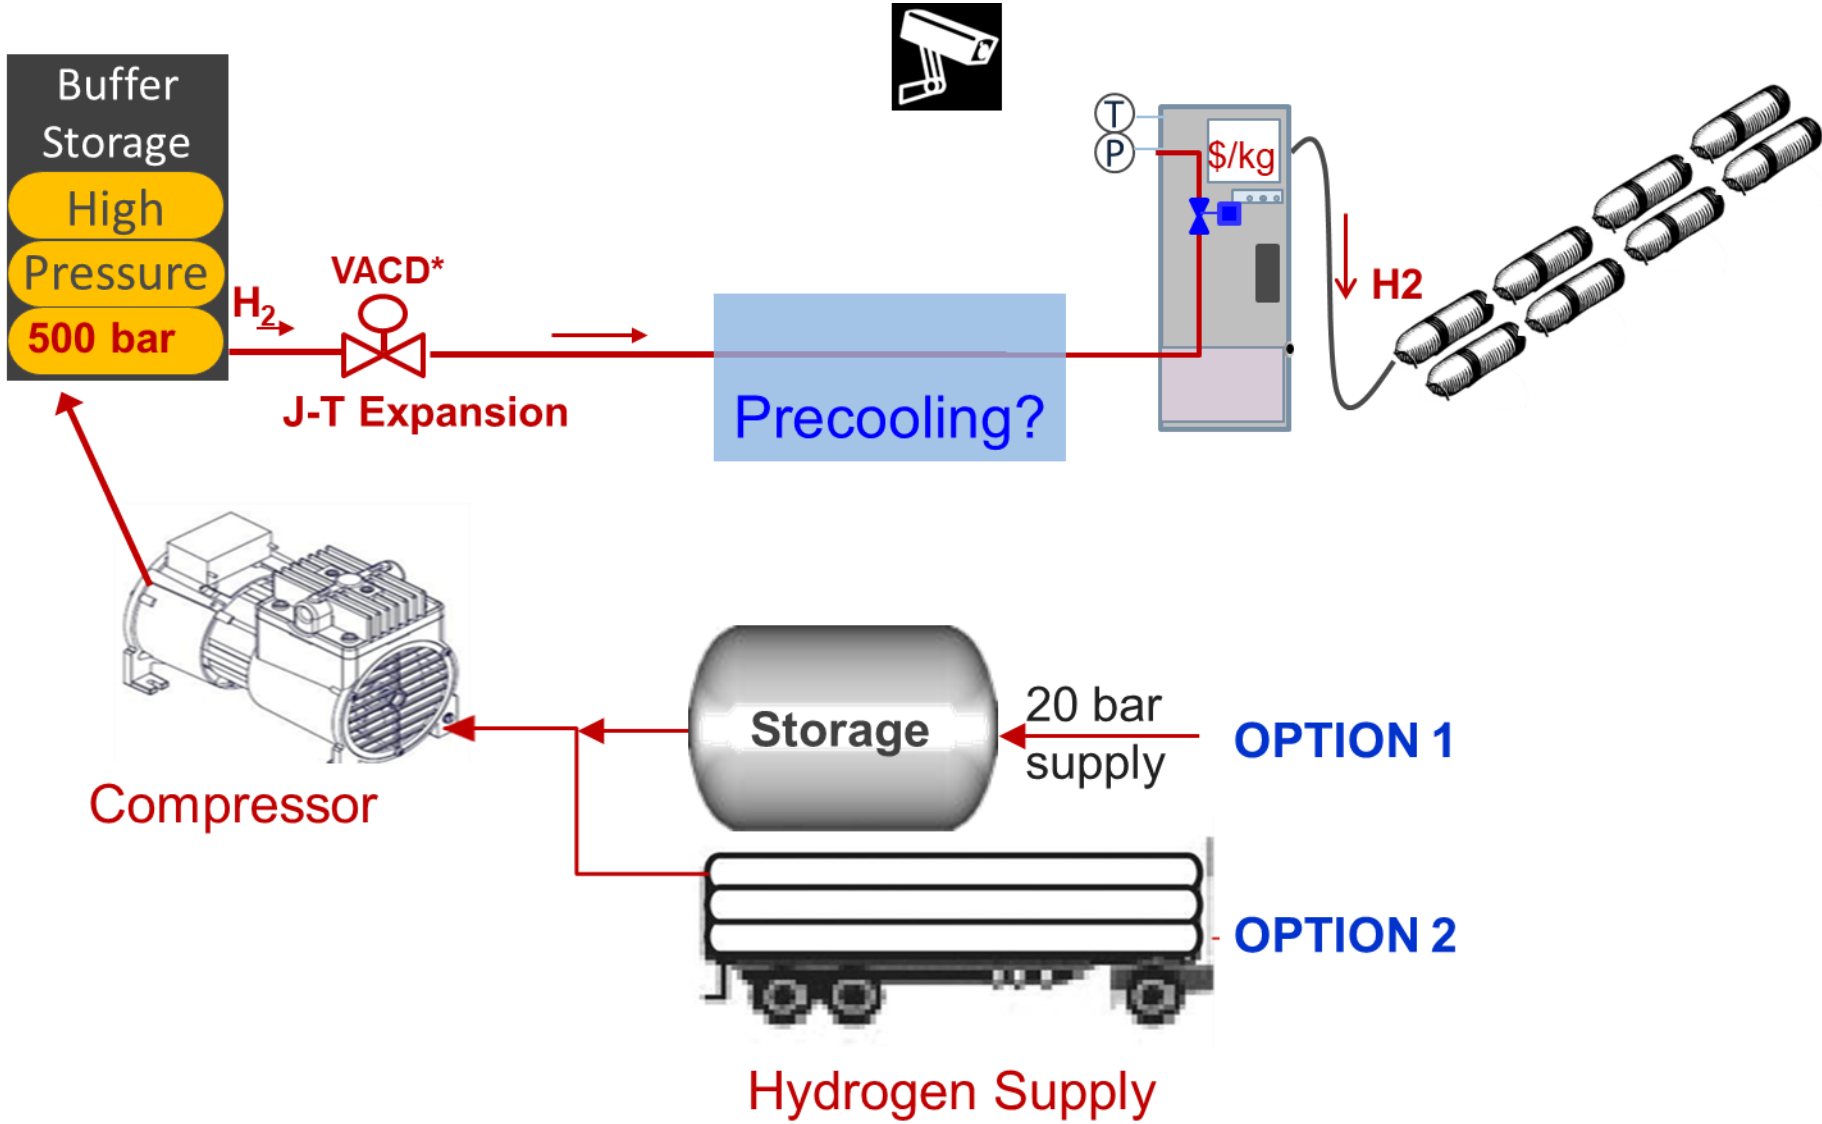 Buffer
Storage
High
Pressure
500 bar
H2
VACD*
J-T Expansion
Precooling?
T
P
$/kg
H2
Compressor
Storage
20 bar
supply
OPTION 1
OPTION 2
Hydrogen Supply